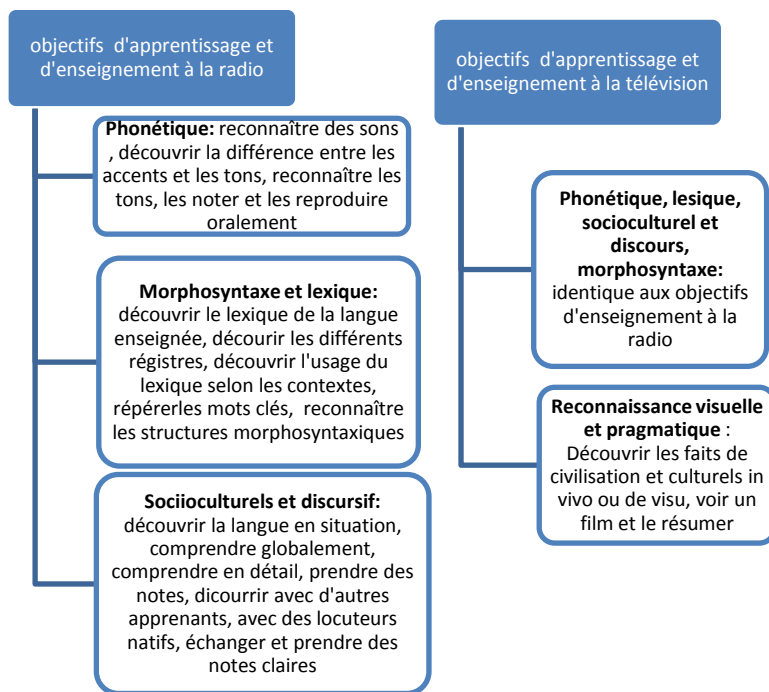 objectifs d'apprentissage et
d'enseignement à la radio
Phonétique: reconnaître des sons
, découvrir la différence entre les
accents et les tons, reconnaître les
tons, les noter et les reproduire
oralement
Morphosyntaxe et lexique:
découvrir le lexique de la langue
enseignée, décourir les différents
régistres, découvrir l'usage du
lexique selon les contextes,
répérerles mots clés, reconnaître
les structures morphosyntaxiques
Sociioculturels et discursif:
découvrir la langue en situation,
comprendre globalement,
comprendre en détail, prendre des
notes, dicourrir avec d'autres
apprenants, avec des locuteurs
natifs, échanger et prendre des
notes claires
objectifs d'apprentissage et
d'enseignement à la télévision
Phonétique, lesique,
socioculturel et
discours,
morphosyntaxe:
identique aux objectifs
d'enseignement à la
radio
Reconnaissance visuelle
et pragmatique :
Découvrir les faits de
civilisation et culturels in
vivo ou de visu, voir un
film et le résumer